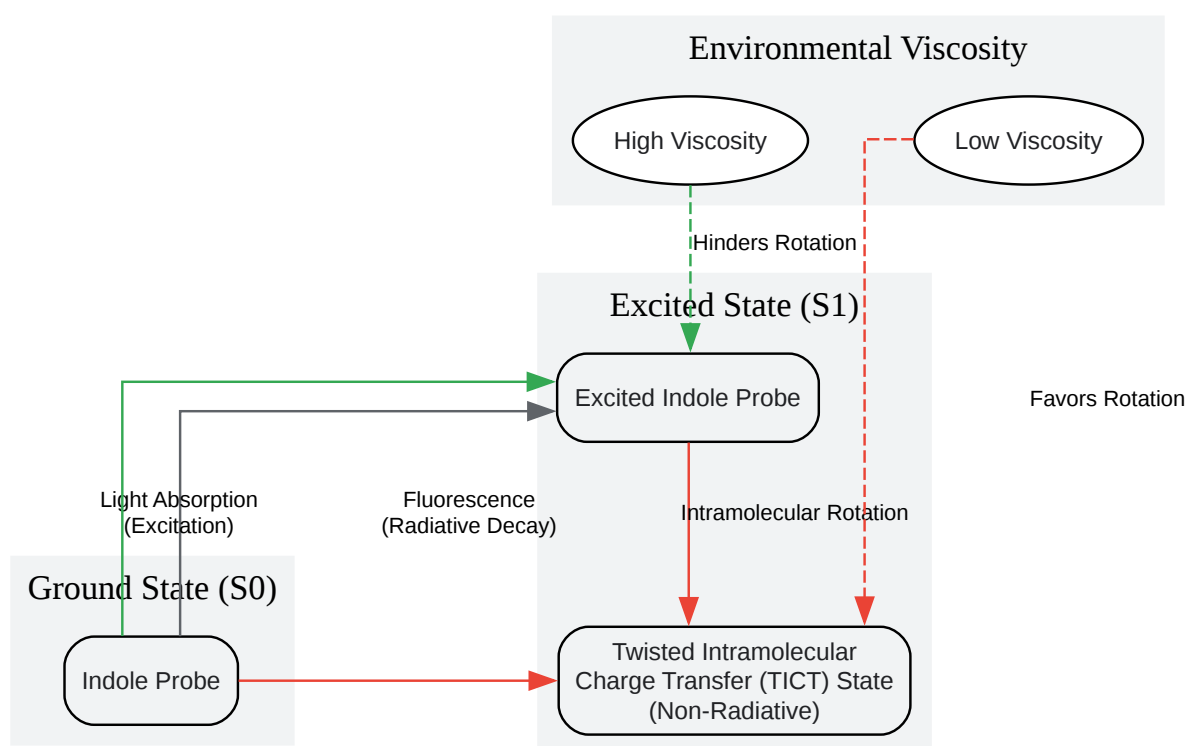 Environmental Viscosity
High Viscosity
Low Viscosity
Hinders Rotation
Excited State (S1)
Excited Indole Probe
Favors Rotation
Light Absorption
(Excitation)
Fluorescence
(Radiative Decay)
Intramolecular Rotation
Ground State (S0)
Indole Probe
Twisted Intramolecular
Charge Transfer (TICT) State
(Non-Radiative)